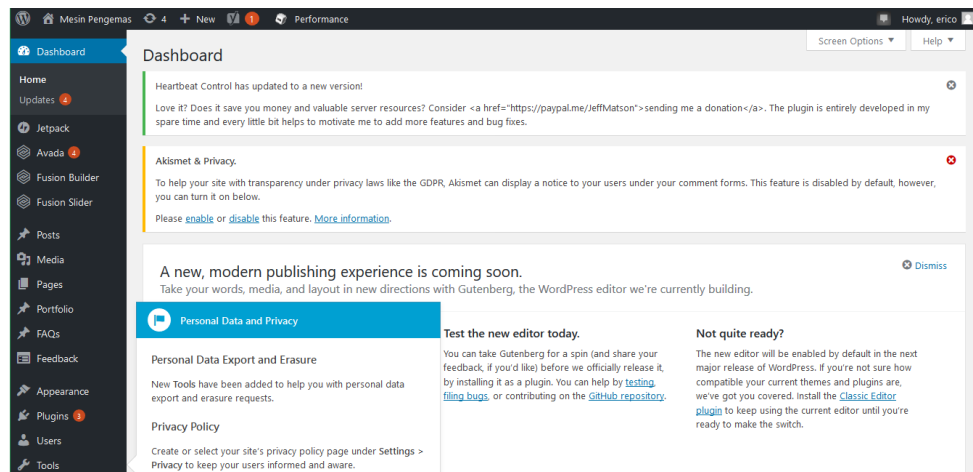 Mesin Pengemas 4 + New 1 Performance Howdy, erico
Screen Options Help
Dashboard
Home
Updates 4
Jetpack
Avada 4
Fusion Builder
Fusion Slider
Posts
Media
Pages
Portfolio
FAQs
Feedback
Appearance
Plugins 3
Users
Tools
Dashboard
Heartbeat Control has updated to a new version!
Love it? Does it save you money and valuable server resources? Consider <a href="https://paypal.me/JeffMatson">sending me a donation</a>. The plugin is entirely developed in my
spare time and every little bit helps to motivate me to add more features and bug fixes.
Akismet & Privacy.
To help your site with transparency under privacy laws like the GDPR, Akismet can display a notice to your users under your comment forms. This feature is disabled by default, however,
you can turn it on below.
Please enable or disable this feature. More information.
Dismiss
A new, modern publishing experience is coming soon.
Take your words, media, and layout in new directions with Gutenberg, the WordPress editor we're currently building.
Personal Data and Privacy
Personal Data Export and Erasure
New Tools have been added to help you with personal data
export and erasure requests.
Privacy Policy
Create or select your site's privacy policy page under Settings >
Privacy to keep your users informed and aware.
Test the new editor today.
You can take Gutenberg for a spin (and share your
feedback, if you'd like) before we officially release it,
by installing it as a plugin. You can help by testing,
filing bugs, or contributing on the GitHub repository.
Not quite ready?
The new editor will be enabled by default in the next
major release of WordPress. If you're not sure how
compatible your current themes and plugins are,
we've got you covered. Install the Classic Editor
plugin to keep using the current editor until you're
ready to make the switch.